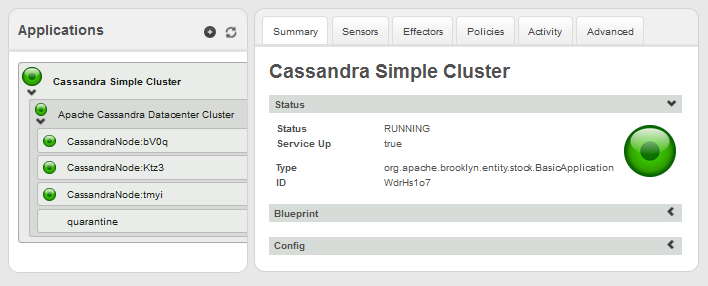 Applications
Cassandra Simple Cluster
Apache Cassandra Datacenter Cluster
CassandraNode:bV0q
CassandraNode:Ktz3
CassandraNode:tmyi
quarantine
Summary Sensors Effectors Policies Activity Advanced
Cassandra Simple Cluster
Status
Status RUNNING
Service Up true
Type org.apache.brooklyn.entity.stock.BasicApplication
ID WdrHs1o7
Blueprint
Config